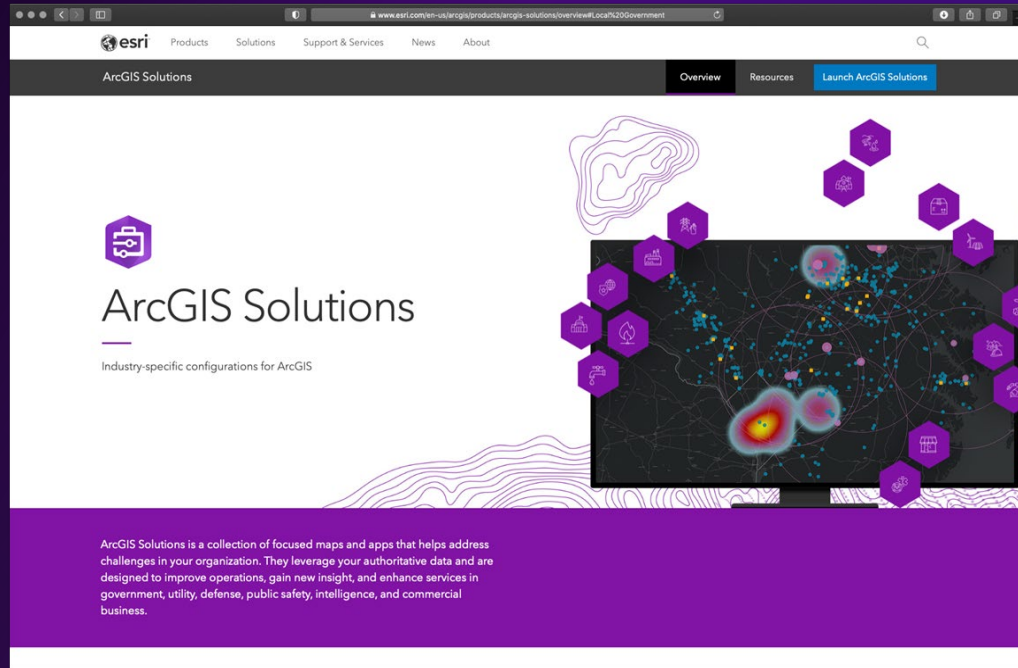 www.esri.com/en-us/arcgis/products/arcgis-solutions/overview#Local%20Government
esri Products Solutions Support & Services News About
ArcGIS Solutions Overview Resources Launch ArcGIS Solutions
ArcGIS Solutions
Industry-specific configurations for ArcGIS
ArcGIS Solutions is a collection of focused maps and apps that helps address
challenges in your organization. They leverage your authoritative data and are
designed to improve operations, gain new insight, and enhance services in
government, utility, defense, public safety, intelligence, and commercial
business.